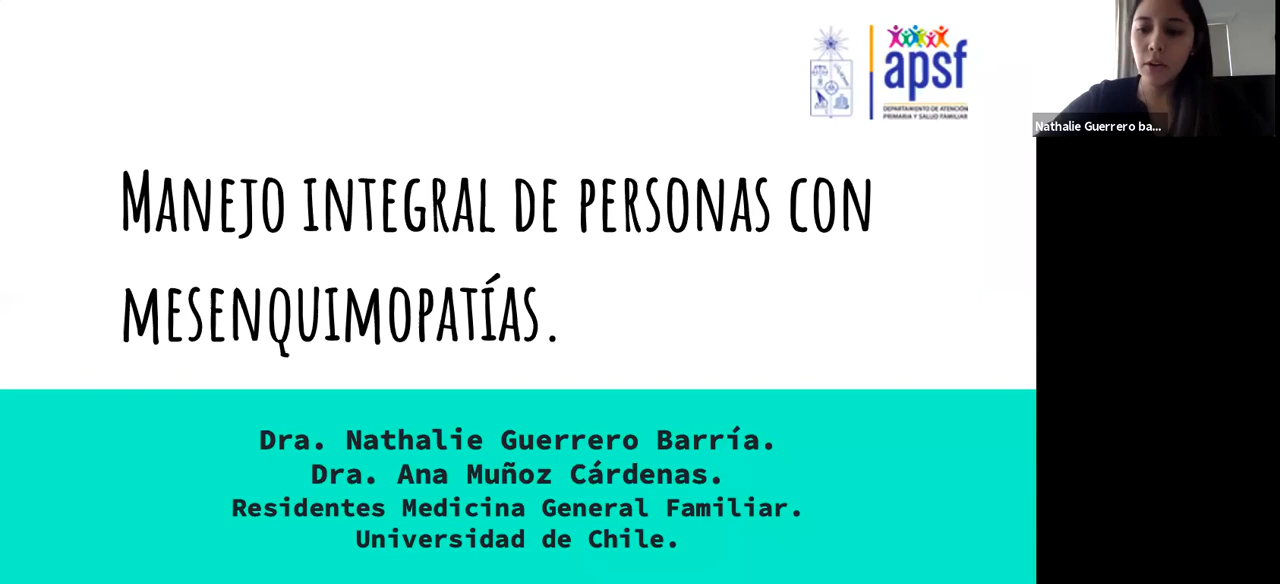 apsf
DEPARTAMENTO DE ATENCIÓN
PRIMARIA Y SALUD FAMILIAR
Nathalie Guerrero ba...
Manejo integral de personas con
mesenquimopatías.
Dra. Nathalie Guerrero Barría.
Dra. Ana Muñoz Cárdenas.
Residentes Medicina General Familiar.
Universidad de Chile.